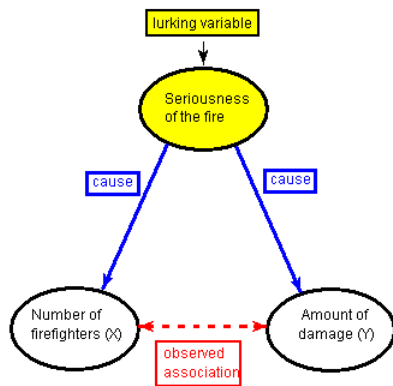 lurking variable
Seriousness
of the fire
cause
cause
Number of
firefighters (X)
Amount of
damage (Y)
observed
association